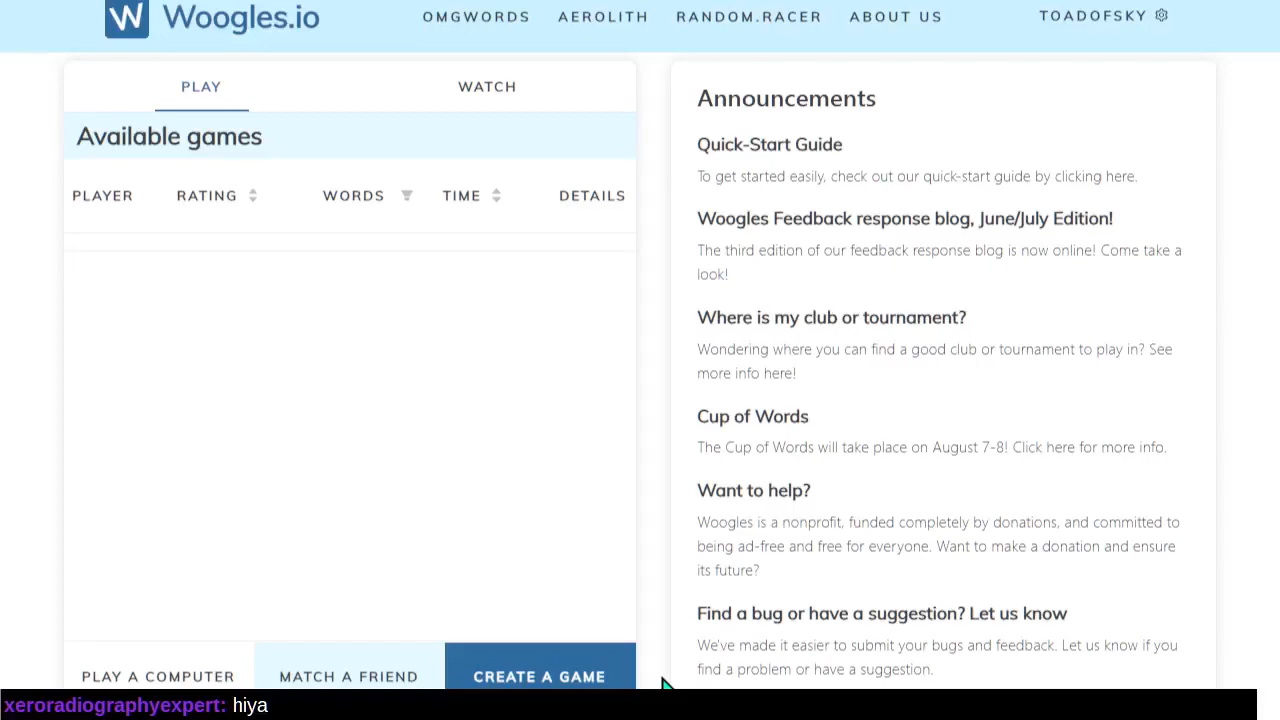 W Woogles.io
OMGWORDS AEROLITH RANDOM.RACER ABOUT US TOADOFSKY
PLAY WATCH
Available games
PLAYER RATING WORDS TIME DETAILS
PLAY A COMPUTER MATCH A FRIEND CREATE A GAME
Announcements
Quick-Start Guide
To get started easily, check out our quick-start guide by clicking here.
Woogles Feedback response blog, June/July Edition!
The third edition of our feedback response blog is now online! Come take a
look!
Where is my club or tournament?
Wondering where you can find a good club or tournament to play in? See
more info here!
Cup of Words
The Cup of Words will take place on August 7-8! Click here for more info.
Want to help?
Woogles is a nonprofit, funded completely by donations, and committed to
being ad-free and free for everyone. Want to make a donation and ensure
its future?
Find a bug or have a suggestion? Let us know
We've made it easier to submit your bugs and feedback. Let us know if you
find a problem or have a suggestion.
xeroradiographyexpert: hiya